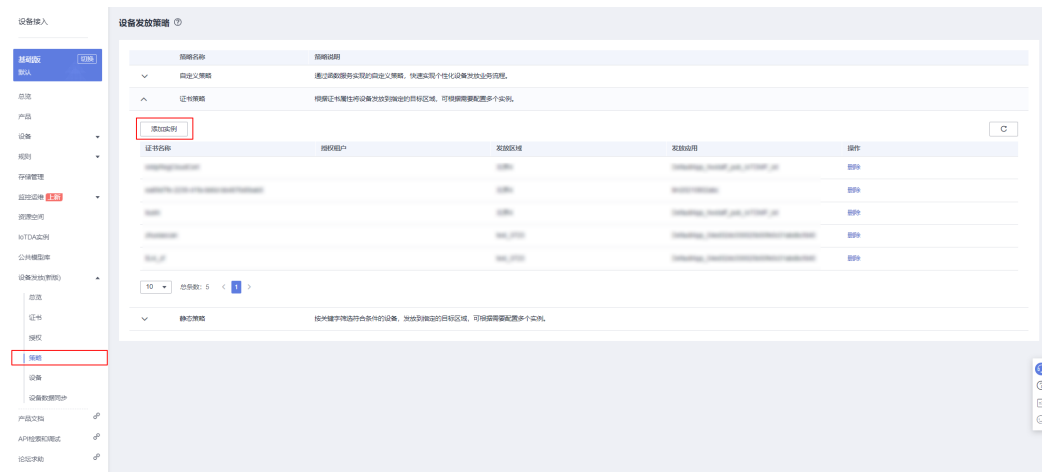 设备接入
设备发放策略
基础版 切换
默认
总览
产品
设备
规则
存储管理
监控运维 上新
资源空间
IoTDA实例
公共模型库
设备发放(新版)
总览
证书
授权
策略
设备
设备数据同步
产品文档
API检索和调试
论坛求助
策略名称 策略说明
自定义策略 通过函数服务实现的自定义策略，快速实现个性化设备发放业务流程。
证书策略 根据证书属性将设备发放到指定的目标区域，可根据需要配置多个实例。
添加实例
证书名称 授权租户 发放区域 发放应用 操作
删除
删除
删除
删除
删除
10 总条数: 5 < 1 >
静态策略 按关键字筛选符合条件的设备，发放到指定的目标区域，可根据需要配置多个实例。